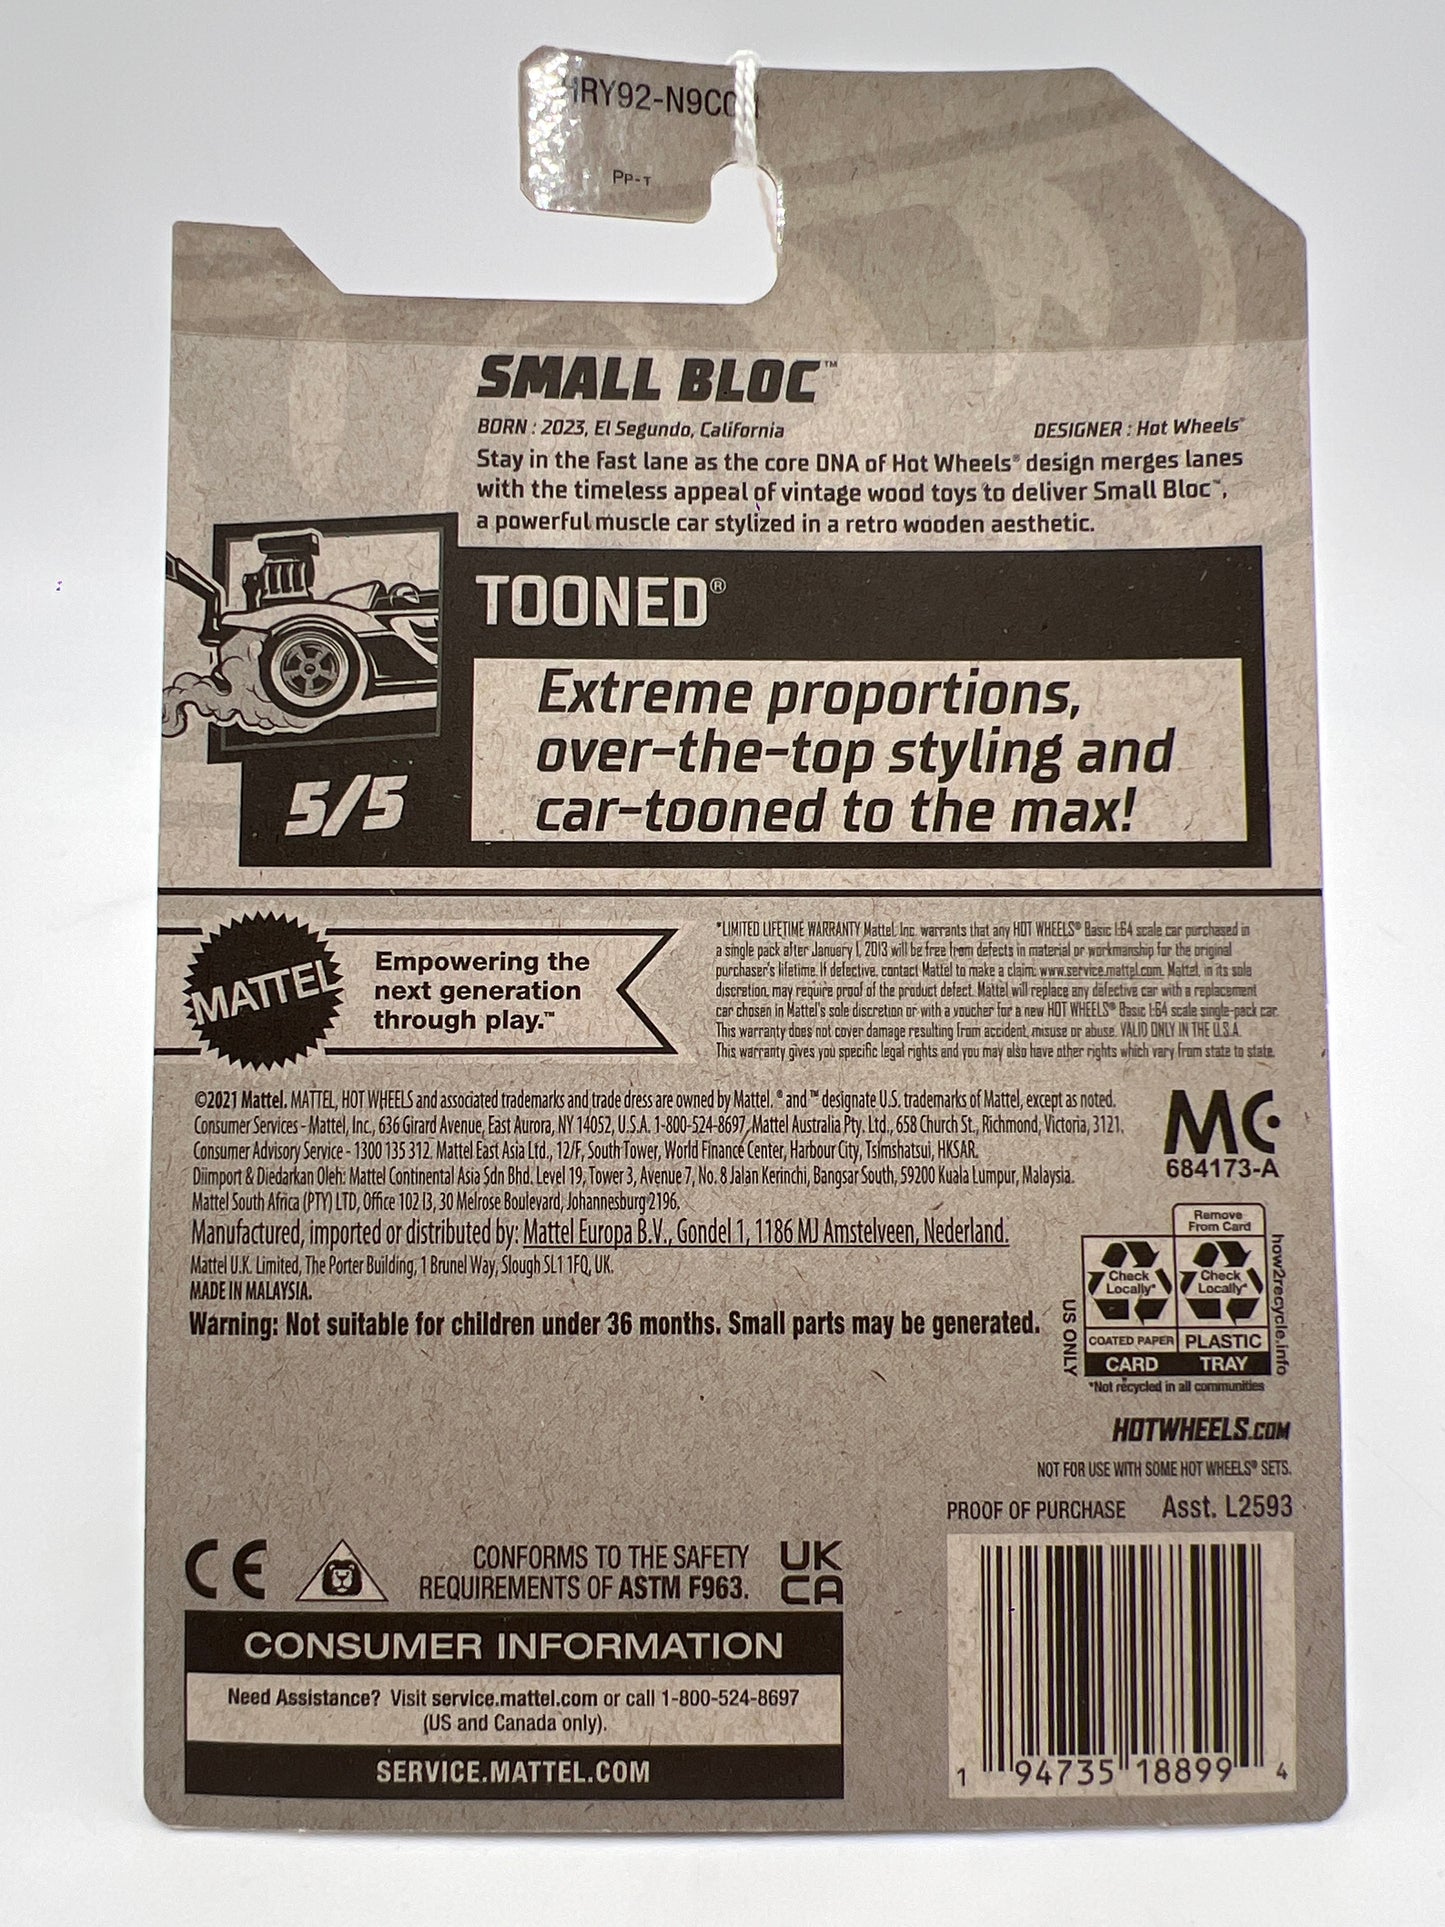 PP-T
SMALL BLOC™
BORN : 2023, El Segundo, California
DESIGNER : Hot Wheels®
Stay in the fast lane as the core DNA of Hot Wheels® design merges lanes
with the timeless appeal of vintage wood toys to deliver Small Bloc™,
a powerful muscle car stylized in a retro wooden aesthetic.
TOONED®
Extreme proportions,
over-the-top styling and
car-tooned to the max!
5/5
MATTEL
Empowering the
next generation
through play.™
*LIMITED LIFETIME WARRANTY Mattel, Inc. warrants that any HOT WHEELS® Basic 1:64 scale car purchased in
a single pack after January 1, 2013 will be free from defects in material or workmanship for the original
purchaser's lifetime. If defective, contact Mattel to make a claim: www.service.mattel.com. Mattel, in its sole
discretion, may require proof of the product defect. Mattel will replace any defective car with a replacement
car chosen in Mattel's sole discretion or with a voucher for a new HOT WHEELS® Basic 1:64 scale single-pack car.
This warranty does not cover damage resulting from accident, misuse or abuse. VALID ONLY IN THE U.S.A.
This warranty gives you specific legal rights and you may also have other rights which vary from state to state.
©2021 Mattel. MATTEL, HOT WHEELS and associated trademarks and trade dress are owned by Mattel. ® and ™ designate U.S. trademarks of Mattel, except as noted.
Consumer Services - Mattel, Inc., 636 Girard Avenue, East Aurora, NY 14052, U.S.A. 1-800-524-8697. Mattel Australia Pty. Ltd., 658 Church St., Richmond, Victoria, 3121.
Consumer Advisory Service - 1300 135 312. Mattel East Asia Ltd., 12/F, South Tower, World Finance Center, Harbour City, Tsimshatsui, HKSAR.
Diimport & Diedarkan Oleh: Mattel Continental Asia Sdn Bhd. Level 19, Tower 3, Avenue 7, No. 8 Jalan Kerinchi, Bangsar South, 59200 Kuala Lumpur, Malaysia.
Mattel South Africa (PTY) LTD, Office 102 I3, 30 Melrose Boulevard, Johannesburg 2196.
Manufactured, imported or distributed by: Mattel Europa B.V., Gondel 1, 1186 MJ Amstelveen, Nederland.
Mattel U.K. Limited, The Porter Building, 1 Brunel Way, Slough SL1 1FQ, UK.
MADE IN MALAYSIA.
Warning: Not suitable for children under 36 months. Small parts may be generated.
MC
684173-A
Remove
From Card
Check
Locally*
Check
Locally*
COATED PAPER
PLASTIC
CARD
TRAY
US ONLY
how2recycle.info
*Not recycled in all communities
HOTWHEELS.COM
NOT FOR USE WITH SOME HOT WHEELS® SETS.
PROOF OF PURCHASE
Asst. L2593
CE
CONFORMS TO THE SAFETY
REQUIREMENTS OF ASTM F963.
UK
CA
CONSUMER INFORMATION
Need Assistance? Visit service.mattel.com or call 1-800-524-8697
(US and Canada only).
SERVICE.MATTEL.COM
1 94735 18899 4